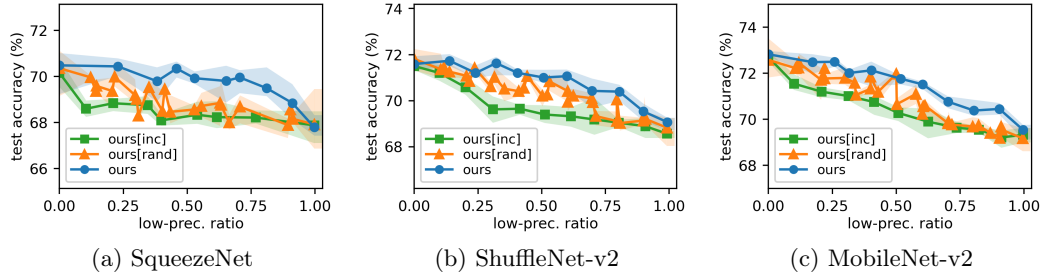 test accuracy (%)
72
70
68
66
ours[inc]
ours[rand]
ours
0.00
0.25
0.50
0.75
1.00
low-prec. ratio
(a) SqueezeNet
test accuracy (%)
74
72
70
68
ours[inc]
ours[rand]
ours
0.00
0.25
0.50
0.75
1.00
low-prec. ratio
(b) ShuffleNet-v2
test accuracy (%)
74
72
70
68
ours[inc]
ours[rand]
ours
0.00
0.25
0.50
0.75
1.00
low-prec. ratio
(c) MobileNet-v2